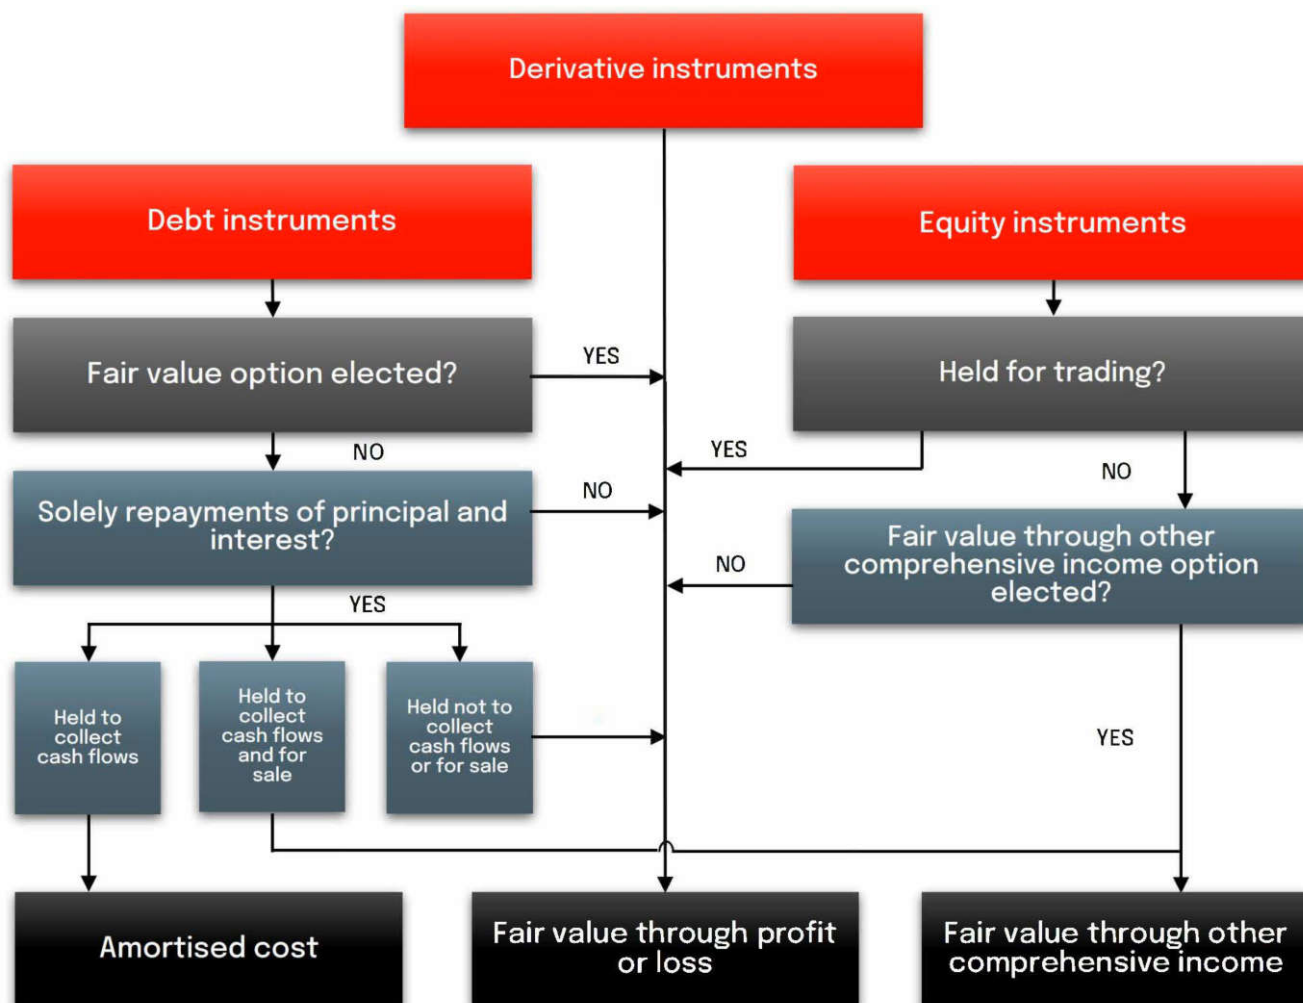 Derivative instruments
Debt instruments
Equity instruments
Fair value option elected?
YES
Held for trading?
NO
YES
NO
Solely repayments of principal and
interest?
NO
Fair value through other
comprehensive income option
elected?
NO
YES
Held to
collect
cash flows
Held to
collect
cash flows
and for
sale
Held not to
collect
cash flows
or for sale
YES
Amortised cost
Fair value through profit
or loss
Fair value through other
comprehensive income